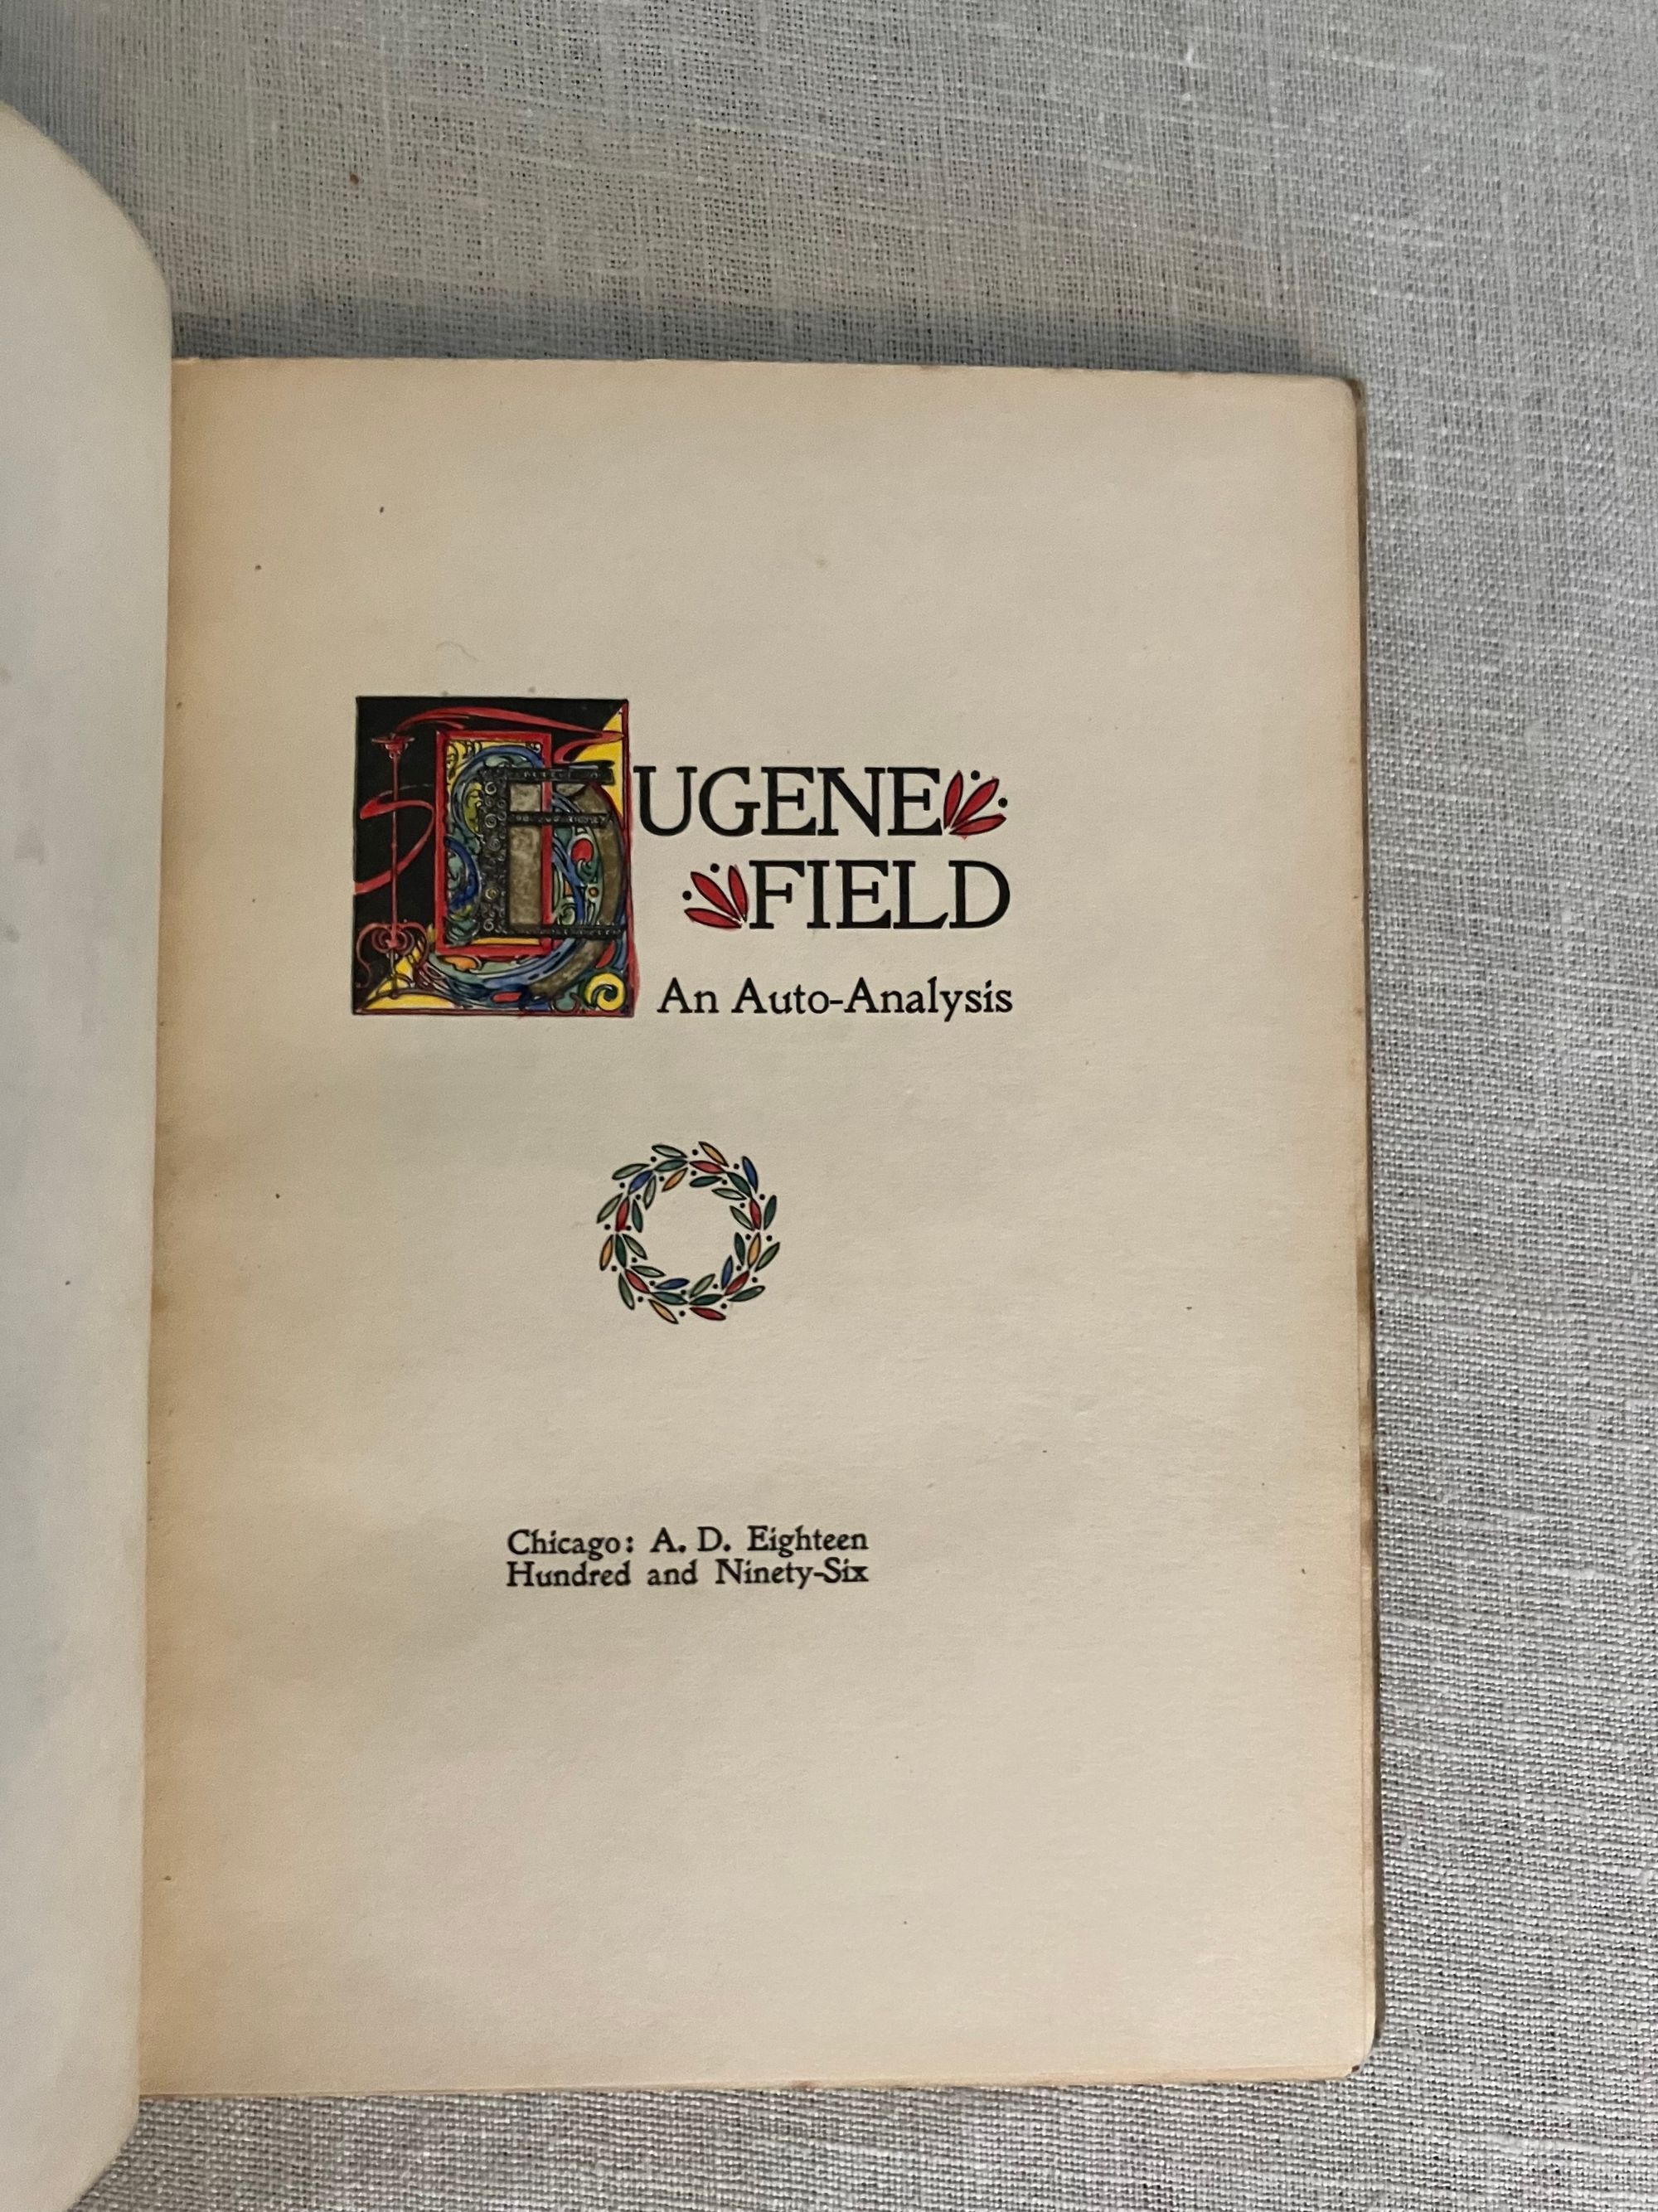 EUGENE
FIELD
An Auto-Analysis
Chicago: A. D. Eighteen
Hundred and Ninety-Six